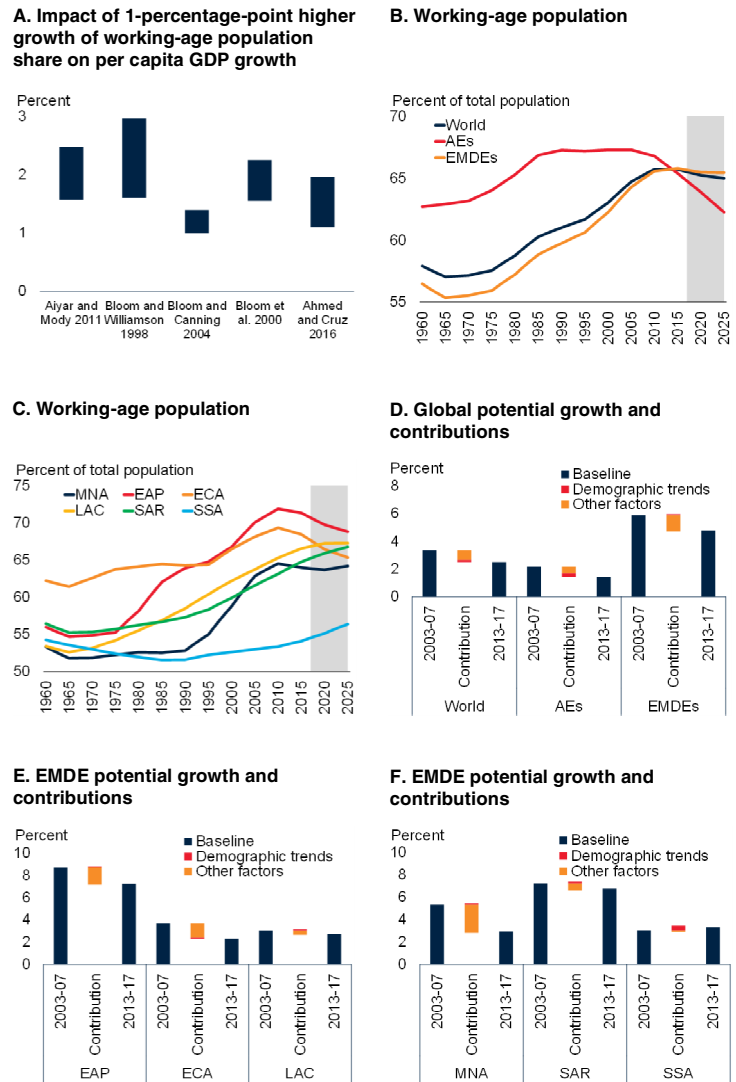 A. Impact of 1-percentage-point higher
growth of working-age population
share on per capita GDP growth
Percent
3
2
1
0
Aiyar and
Mody 2011
Bloom and
Williamson
1998
Bloom and
Canning
2004
Bloom et
al. 2000
Ahmed
and Cruz
2016
B. Working-age population
Percent of total population
70
65
60
55
World
AEs
EMDEs
1960
1965
1970
1975
1980
1985
1990
1995
2000
2005
2010
2015
2020
2025
C. Working-age population
Percent of total population
75
70
65
60
55
50
MNA EAP ECA
LAC SAR SSA
1960
1965
1970
1975
1980
1985
1990
1995
2000
2005
2010
2015
2020
2025
D. Global potential growth and
contributions
Percent
8
6
4
2
0
Baseline
Demographic trends
Other factors
2003-07
Contribution
2013-17
2003-07
Contribution
2013-17
2003-07
Contribution
2013-17
World AEs EMDEs
E. EMDE potential growth and
contributions
Percent
10
8
6
4
2
0
Baseline
Demographic trends
Other factors
2003-07
Contribution
2013-17
2003-07
Contribution
2013-17
2003-07
Contribution
2013-17
EAP ECA LAC
F. EMDE potential growth and
contributions
Percent
10
8
6
4
2
0
Baseline
Demographic trends
Other factors
2003-07
Contribution
2013-17
2003-07
Contribution
2013-17
2003-07
Contribution
2013-17
MNA SAR SSA